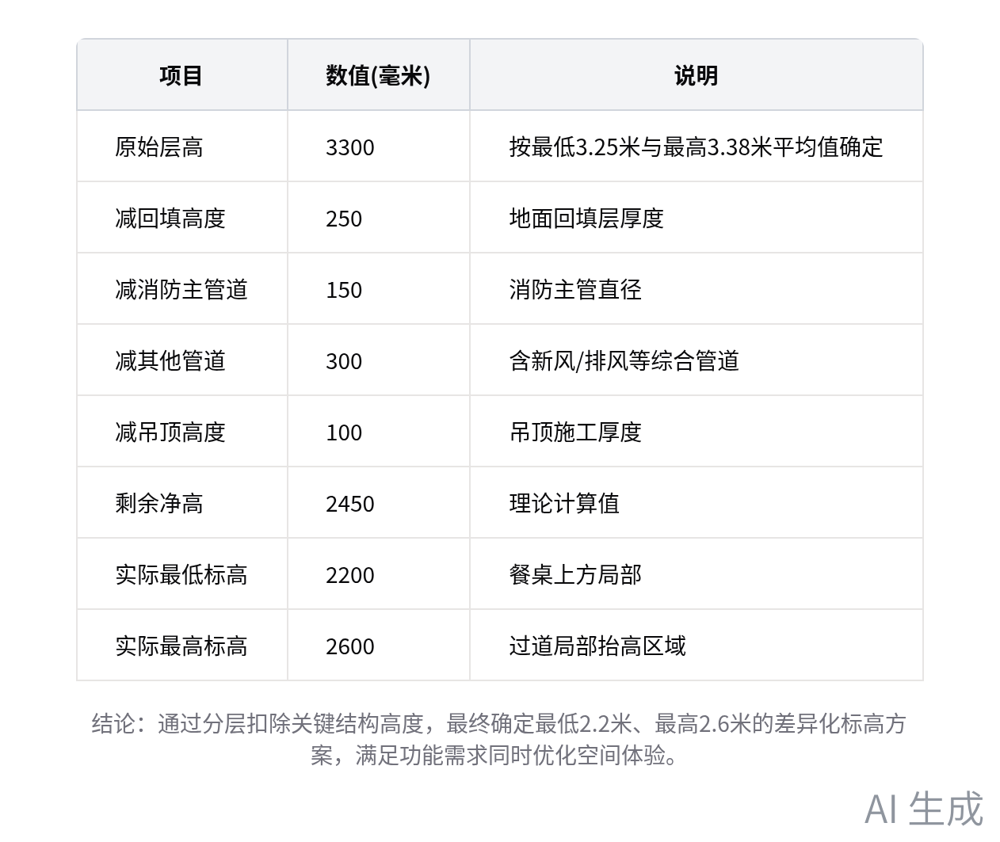 项目 数值(毫米) 说明
原始层高 3300 按最低3.25米与最高3.38米平均值确定
减回填高度 250 地面回填层厚度
减消防主管道 150 消防主管直径
减其他管道 300 含新风/排风等综合管道
减吊顶高度 100 吊顶施工厚度
剩余净高 2450 理论计算值
实际最低标高 2200 餐桌上方局部
实际最高标高 2600 过道局部抬高区域
结论：通过分层扣除关键结构高度，最终确定最低2.2米、最高2.6米的差异化标高方
案，满足功能需求同时优化空间体验。
AI 生成